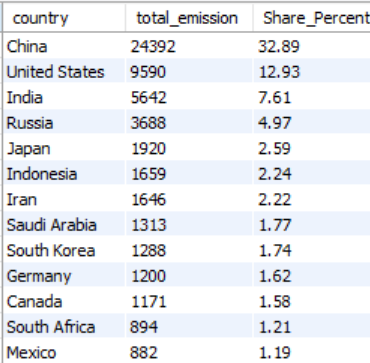 country total_emission Share_Percent
China 24392 32.89
United States 9590 12.93
India 5642 7.61
Russia 3688 4.97
Japan 1920 2.59
Indonesia 1659 2.24
Iran 1646 2.22
Saudi Arabia 1313 1.77
South Korea 1288 1.74
Germany 1200 1.62
Canada 1171 1.58
South Africa 894 1.21
Mexico 882 1.19